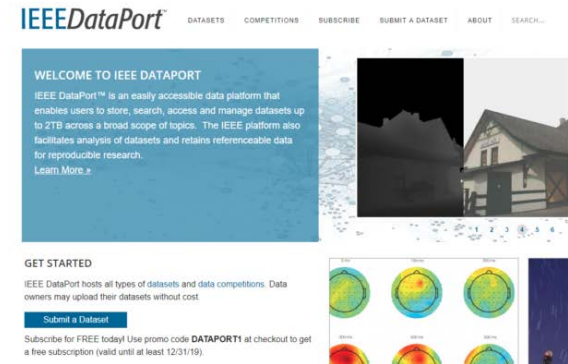 IEEEDataPort™
DATASETS COMPETITIONS SUBSCRIBE SUBMIT A DATASET ABOUT SEARCH...
WELCOME TO IEEE DATAPORT
IEEE DataPort™ is an easily accessible data platform that
enables users to store, search, access and manage datasets up
to 2TB across a broad scope of topics. The IEEE platform also
facilitates analysis of datasets and retains referenceable data
for reproducible research.
Learn More »
1 2 3 4 5 6
GET STARTED
IEEE DataPort hosts all types of datasets and data competitions. Data
owners may upload their datasets without cost.
Submit a Dataset
Subscribe for FREE today! Use promo code DATAPORT1 at checkout to get
a free subscription (valid until at least 12/31/19)